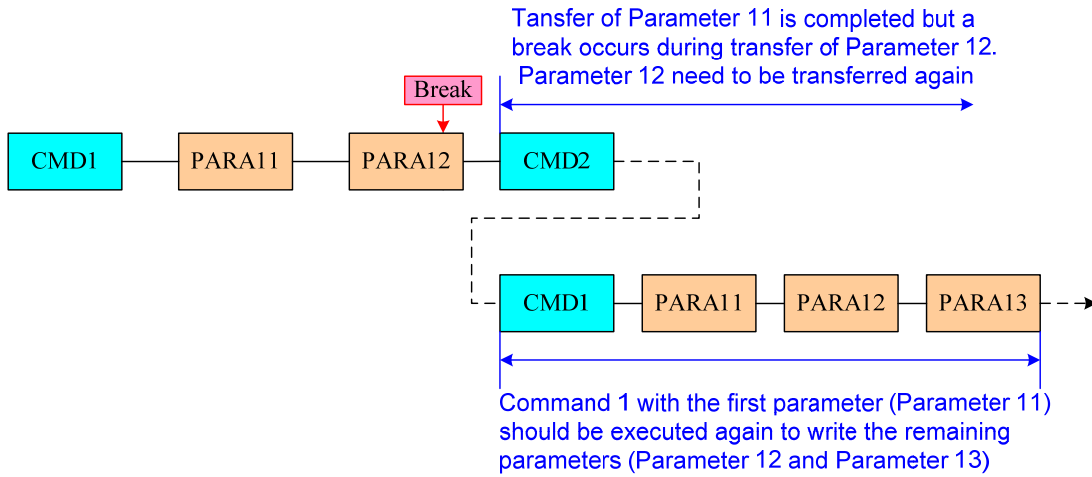 Tansfer of Parameter 11 is completed but a
break occurs during transfer of Parameter 12.
Parameter 12 need to be transferred again
Break
CMD1
PARA11
PARA12
CMD2
CMD1
PARA11
PARA12
PARA13
Command 1 with the first parameter (Parameter 11)
should be executed again to write the remaining
parameters (Parameter 12 and Parameter 13)